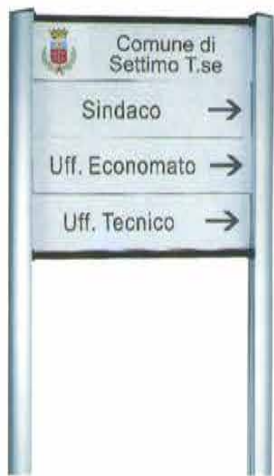 Comune di
Settimo T.se
Sindaco →
Uff. Economato →
Uff. Tecnico →